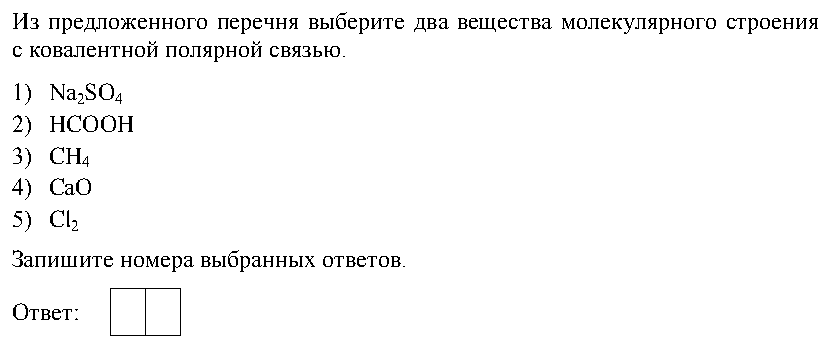 Из предложенного перечня выберите два вещества молекулярного строения
с ковалентной полярной связью.
1) Na₂SO₄
2) HCOOH
3) CH₄
4) CaO
5) Cl₂
Запишите номера выбранных ответов.
Ответ: